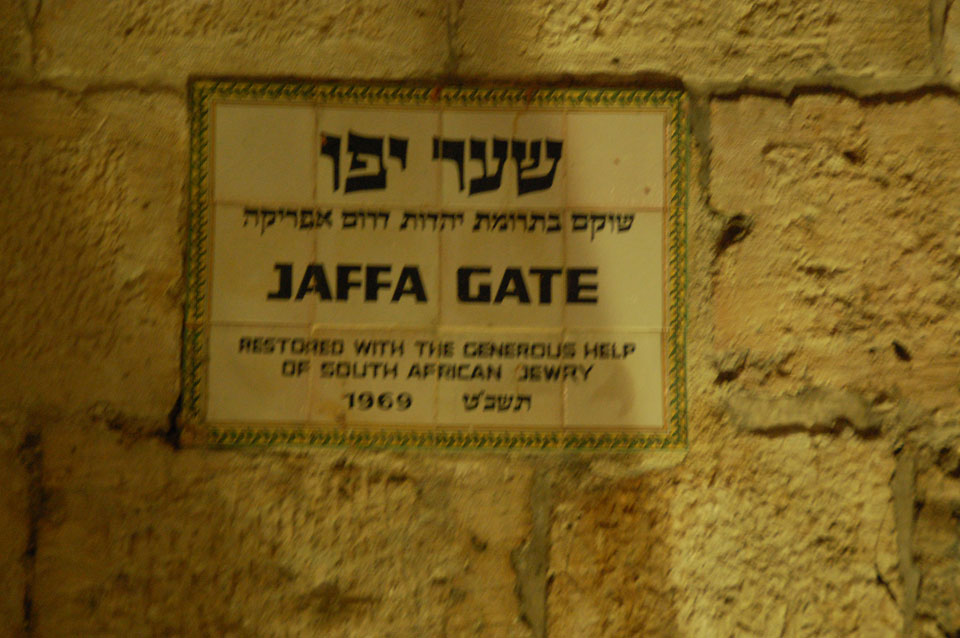 שער יפו
שוקם בתרומת יהדות דרום אפריקה
JAFFA GATE
RESTORED WITH THE GENEROUS HELP
OF SOUTH AFRICAN JEWRY
1969 תשכ"ט